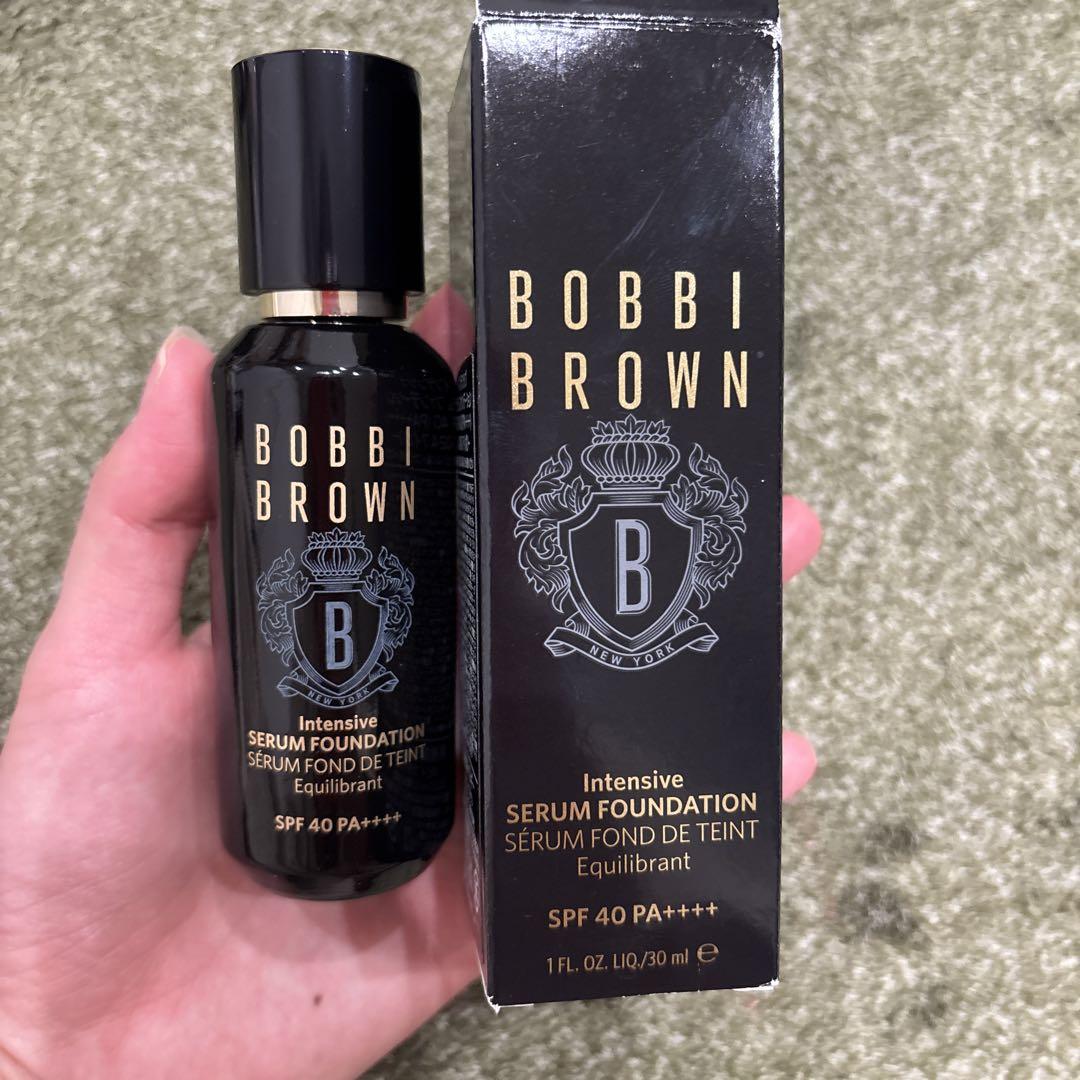 BOBBI
BROWN
B
NEW YORK
Intensive
SERUM FOUNDATION
SÉRUM FOND DE TEINT
Equilibrant
SPF 40 PA++++
BOBBI
BROWN
B
NEW YORK
Intensive
SERUM FOUNDATION
SÉRUM FOND DE TEINT
Equilibrant
SPF 40 PA++++
1 FL. OZ. LIQ./30 ml ℮